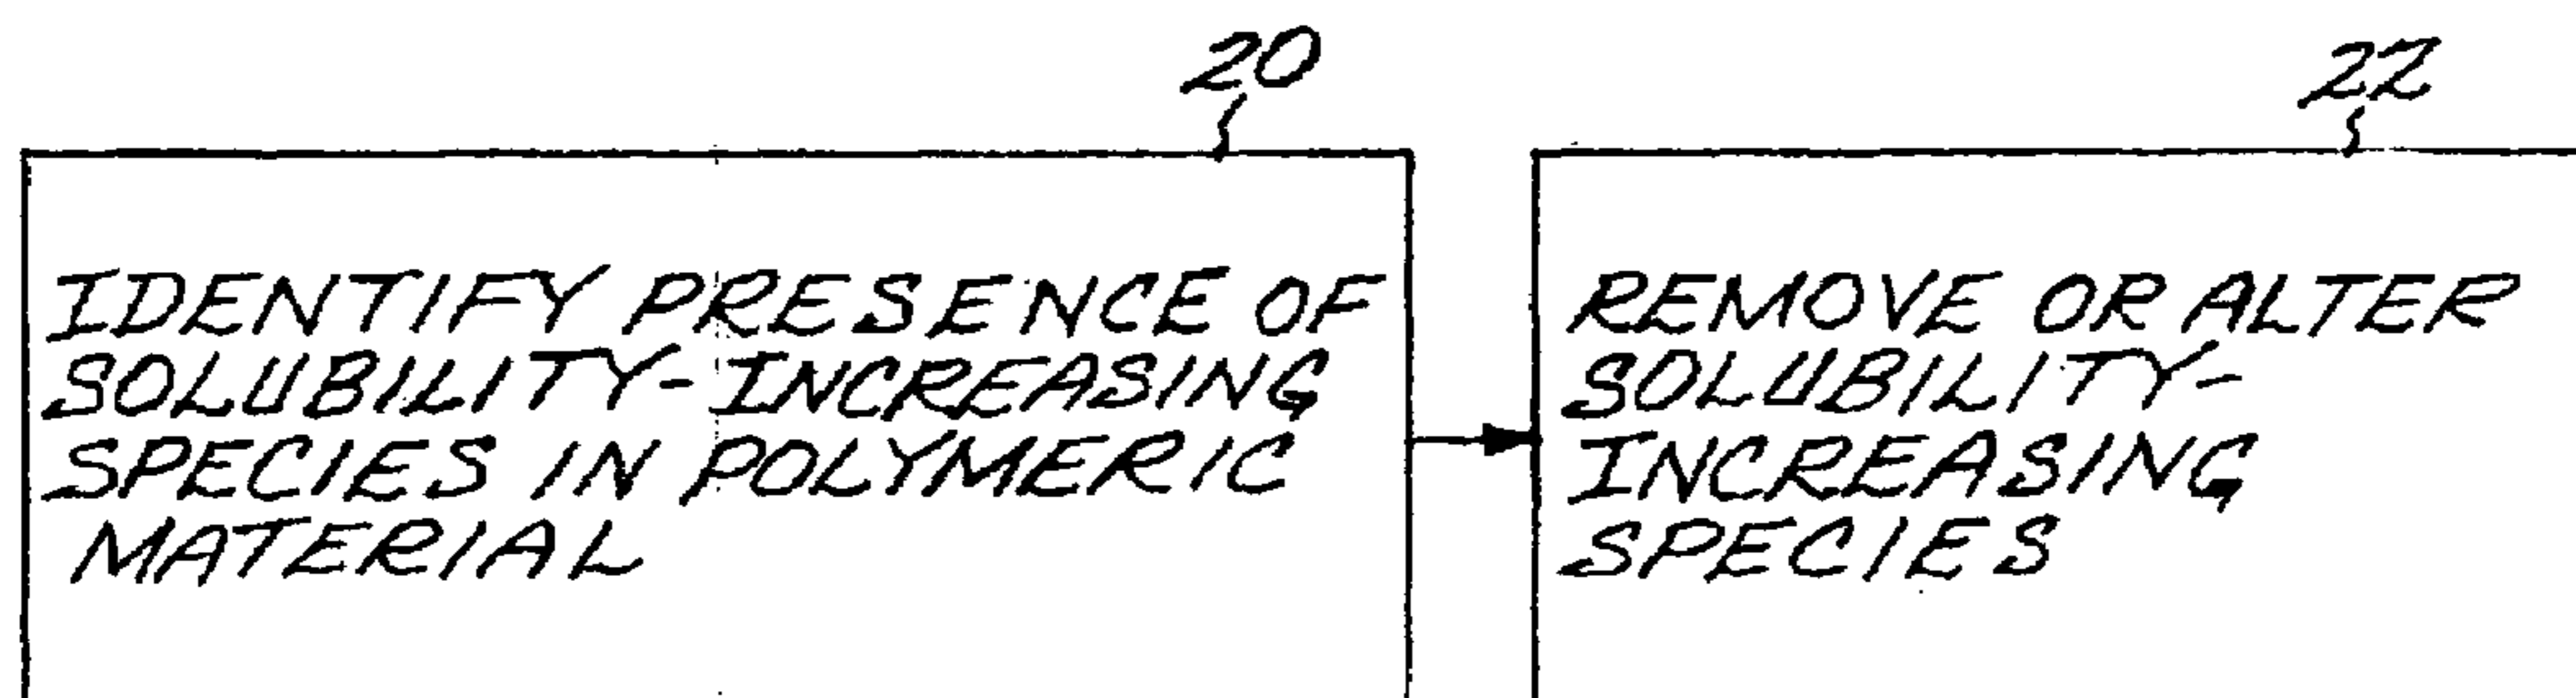 20
IDENTIFY PRESENCE OF
SOLUBILITY-INCREASING
SPECIES IN POLYMERIC
MATERIAL
22
REMOVE OR ALTER
SOLUBILITY-
INCREASING
SPECIES